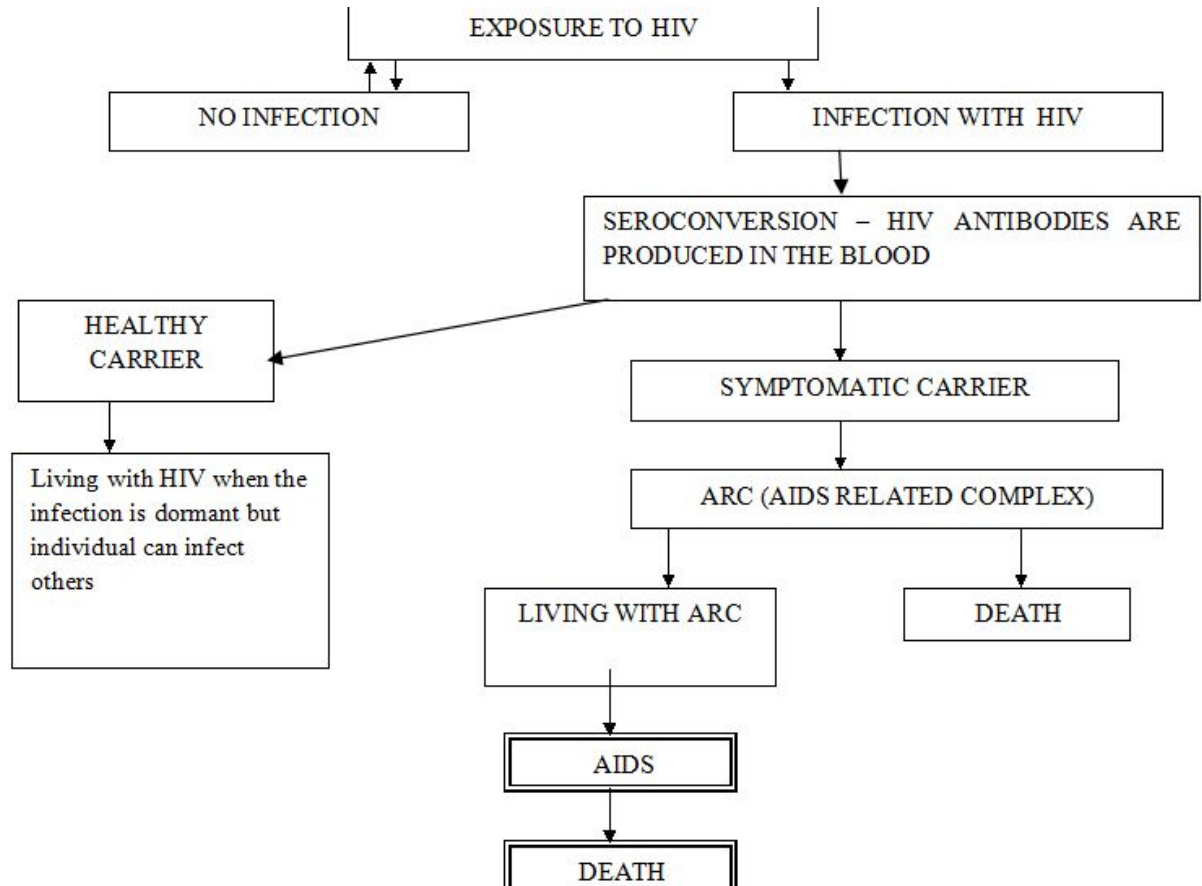 EXPOSURE TO HIV
NO INFECTION
INFECTION WITH HIV
SEROCONVERSION – HIV ANTIBODIES ARE
PRODUCED IN THE BLOOD
HEALTHY
CARRIER
SYMPTOMATIC CARRIER
Living with HIV when the
infection is dormant but
individual can infect
others
ARC (AIDS RELATED COMPLEX)
LIVING WITH ARC
DEATH
AIDS
DEATH